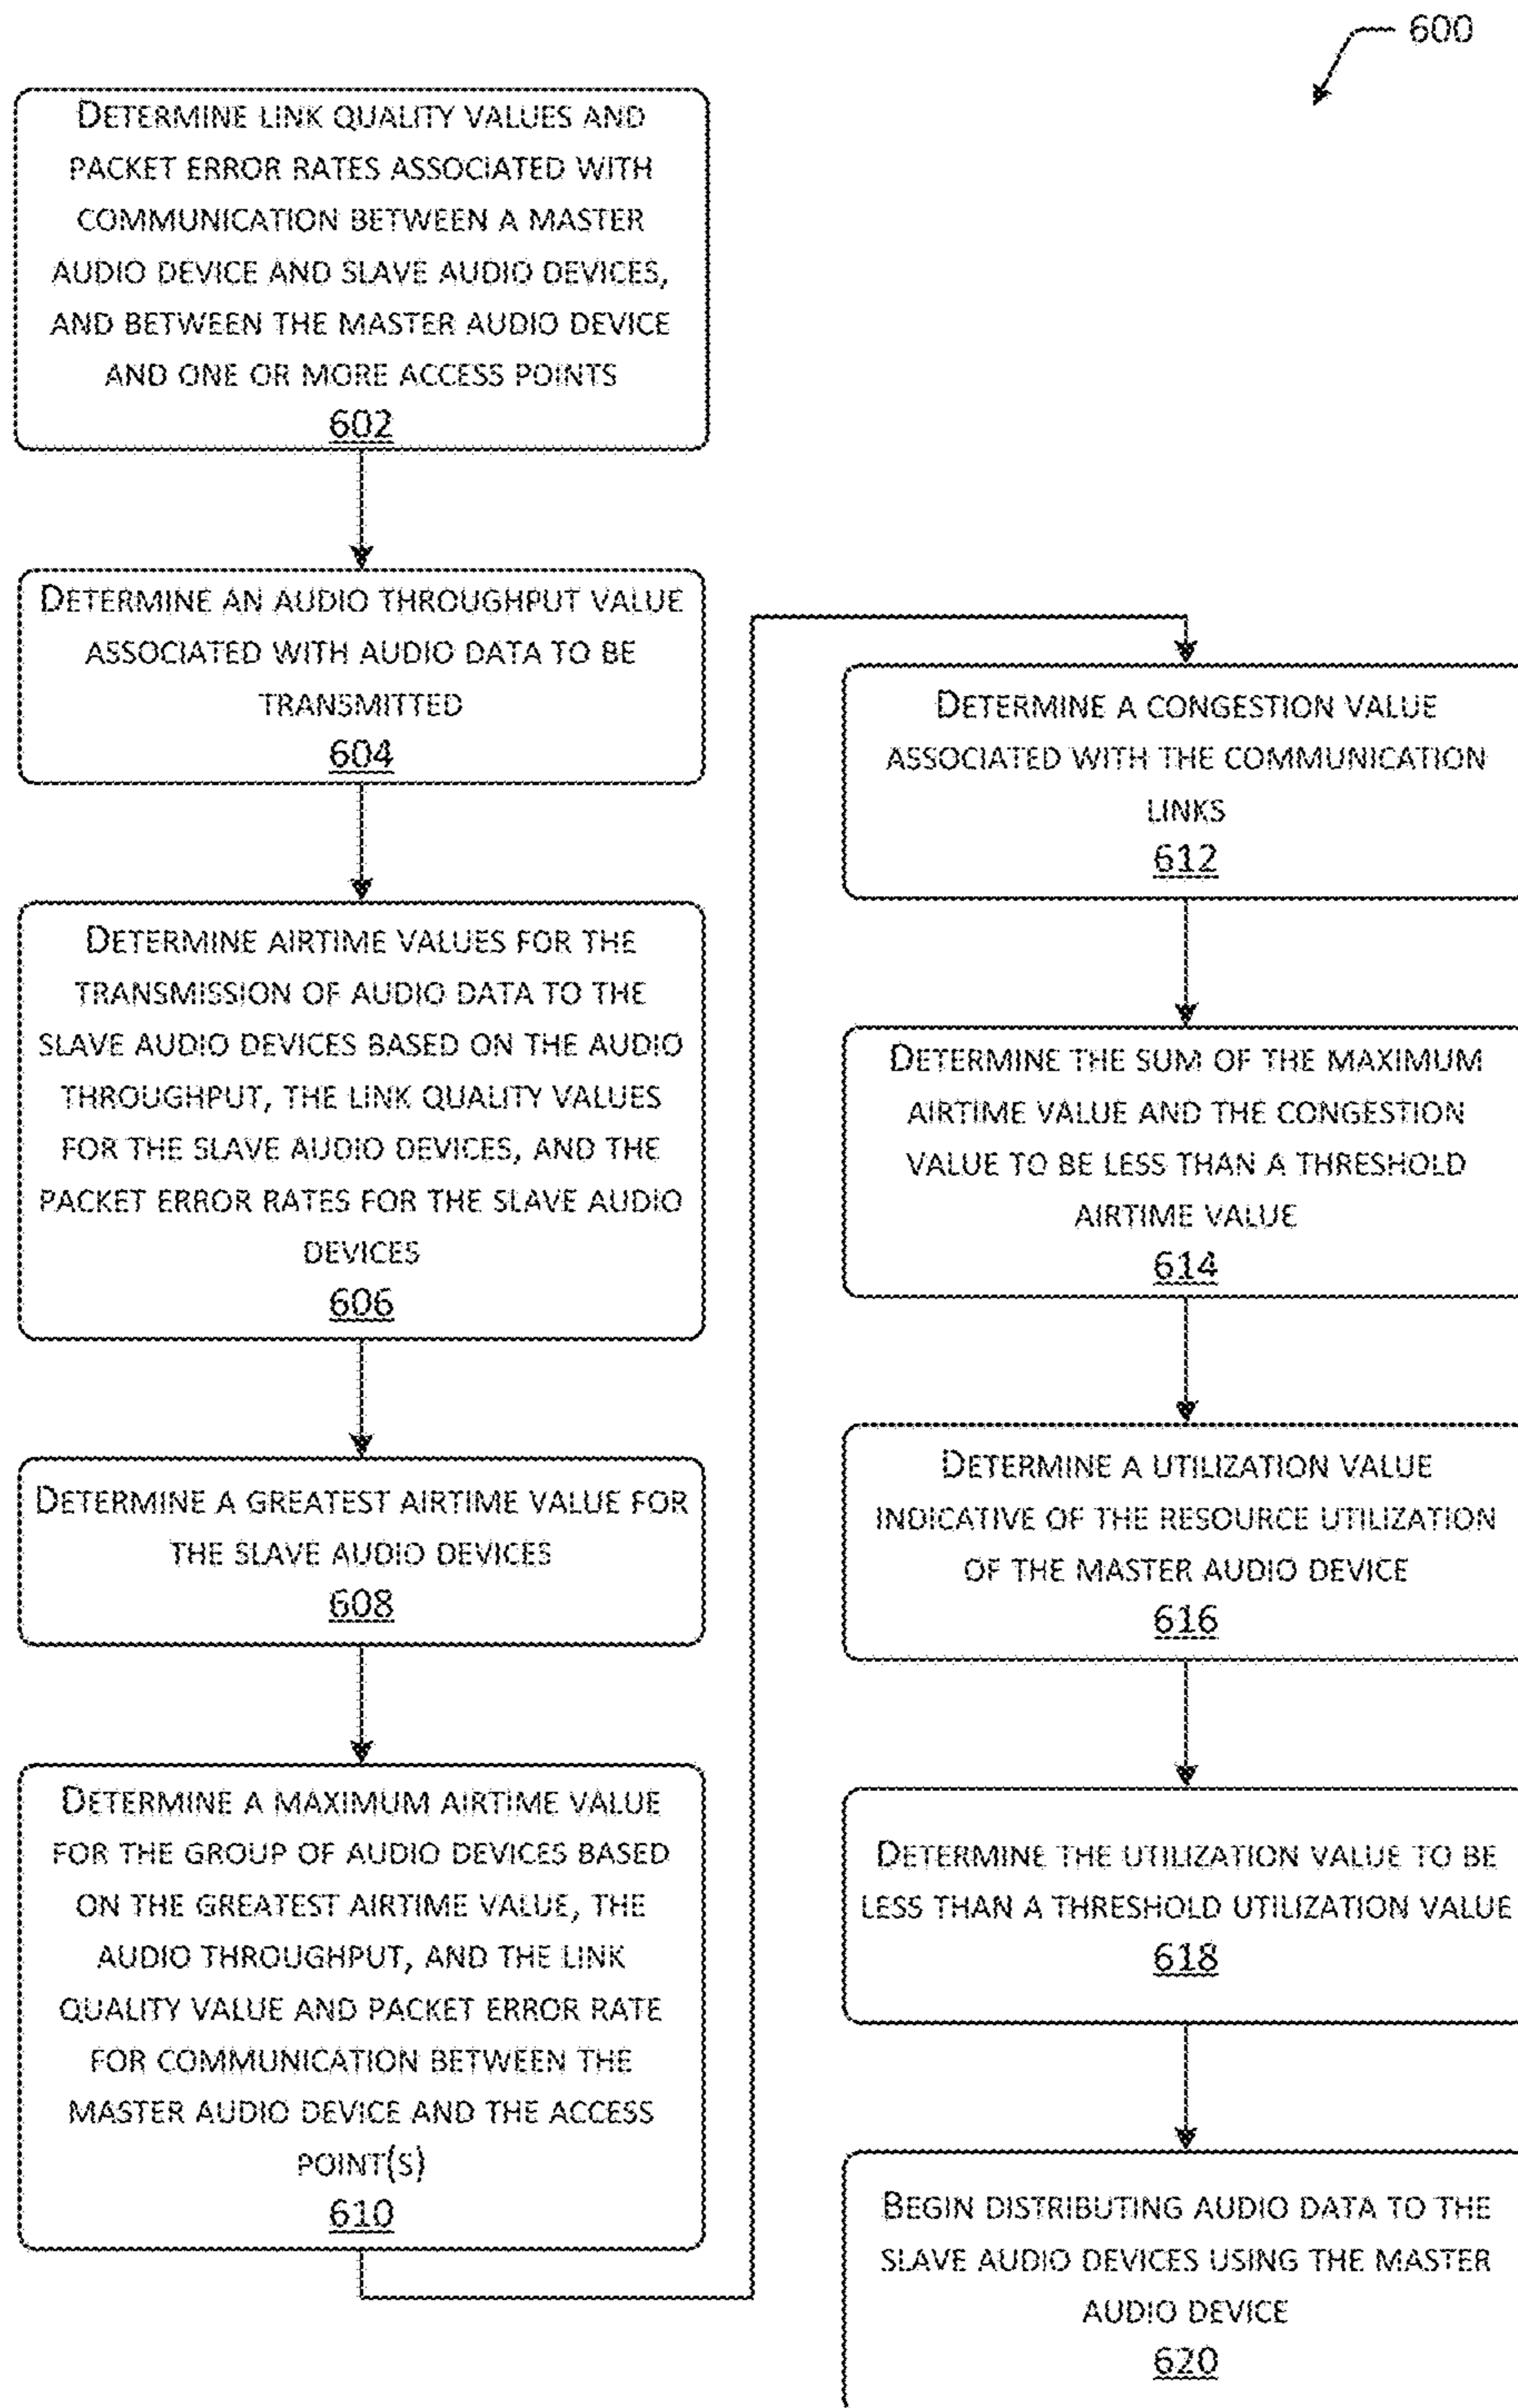 600
DETERMINE LINK QUALITY VALUES AND
PACKET ERROR RATES ASSOCIATED WITH
COMMUNICATION BETWEEN A MASTER
AUDIO DEVICE AND SLAVE AUDIO DEVICES,
AND BETWEEN THE MASTER AUDIO DEVICE
AND ONE OR MORE ACCESS POINTS
602
DETERMINE AN AUDIO THROUGHPUT VALUE
ASSOCIATED WITH AUDIO DATA TO BE
TRANSMITTED
604
DETERMINE AIRTIME VALUES FOR THE
TRANSMISSION OF AUDIO DATA TO THE
SLAVE AUDIO DEVICES BASED ON THE AUDIO
THROUGHPUT, THE LINK QUALITY VALUES
FOR THE SLAVE AUDIO DEVICES, AND THE
PACKET ERROR RATES FOR THE SLAVE AUDIO
DEVICES
606
DETERMINE A GREATEST AIRTIME VALUE FOR
THE SLAVE AUDIO DEVICES
608
DETERMINE A MAXIMUM AIRTIME VALUE
FOR THE GROUP OF AUDIO DEVICES BASED
ON THE GREATEST AIRTIME VALUE, THE
AUDIO THROUGHPUT, AND THE LINK
QUALITY VALUE AND PACKET ERROR RATE
FOR COMMUNICATION BETWEEN THE
MASTER AUDIO DEVICE AND THE ACCESS
POINT(S)
610
DETERMINE A CONGESTION VALUE
ASSOCIATED WITH THE COMMUNICATION
LINKS
612
DETERMINE THE SUM OF THE MAXIMUM
AIRTIME VALUE AND THE CONGESTION
VALUE TO BE LESS THAN A THRESHOLD
AIRTIME VALUE
614
DETERMINE A UTILIZATION VALUE
INDICATIVE OF THE RESOURCE UTILIZATION
OF THE MASTER AUDIO DEVICE
616
DETERMINE THE UTILIZATION VALUE TO BE
LESS THAN A THRESHOLD UTILIZATION VALUE
618
BEGIN DISTRIBUTING AUDIO DATA TO THE
SLAVE AUDIO DEVICES USING THE MASTER
AUDIO DEVICE
620